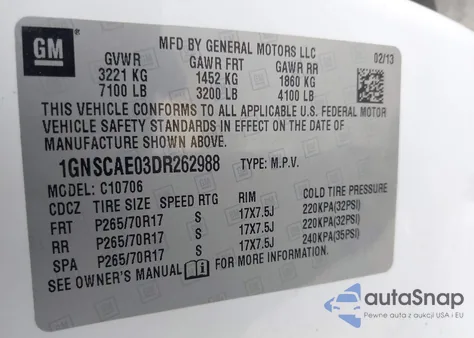 GM
MFD BY GENERAL MOTORS LLC
02/13
GVWR GAWR FRT GAWR RR
3221 KG 1452 KG 1860 KG
7100 LB 3200 LB 4100 LB
THIS VEHICLE CONFORMS TO ALL APPLICABLE U.S. FEDERAL MOTOR
VEHICLE SAFETY STANDARDS IN EFFECT ON THE DATE OF
MANUFACTURE SHOWN ABOVE.
1GNSCAE03DR262988 TYPE: M.P.V.
MODEL: C10706
CDCZ TIRE SIZE SPEED RTG RIM COLD TIRE PRESSURE
FRT P265/70R17 S 17X7.5J 220KPA(32PSI)
RR P265/70R17 S 17X7.5J 220KPA(32PSI)
SPA P265/70R17 S 17X7.5J 240KPA(35PSI)
SEE OWNER'S MANUAL FOR MORE INFORMATION.
autoSnap
Pewne auta z aukcji USA i EU